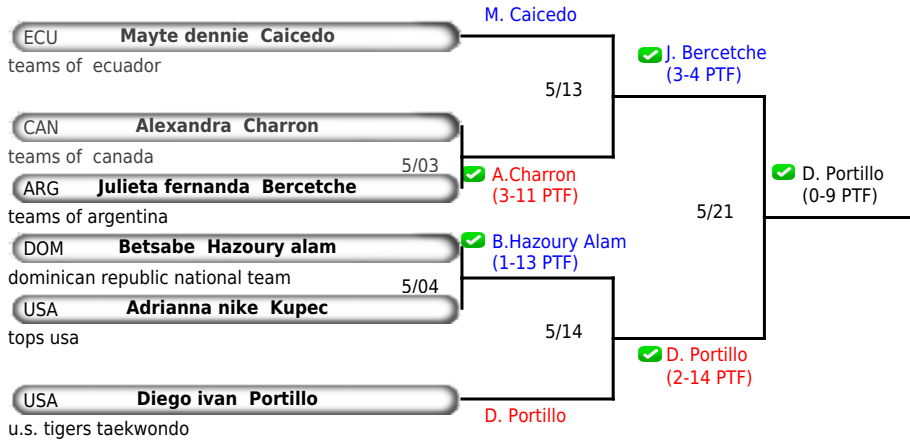 M. Caicedo
ECU Mayte dennie Caicedo
teams of ecuador
J. Bercetche
(3-4 PTF)
5/13
CAN Alexandra Charron
teams of canada
5/03
A.Charron
(3-11 PTF)
ARG Julieta fernanda Bercetche
teams of argentina
D. Portillo
(0-9 PTF)
5/21
DOM Betsabe Hazoury alam
dominican republic national team
B.Hazoury Alam
(1-13 PTF)
5/04
USA Adrianna nike Kupec
tops usa
5/14
D. Portillo
(2-14 PTF)
USA Diego ivan Portillo
u.s. tigers taekwondo
D. Portillo